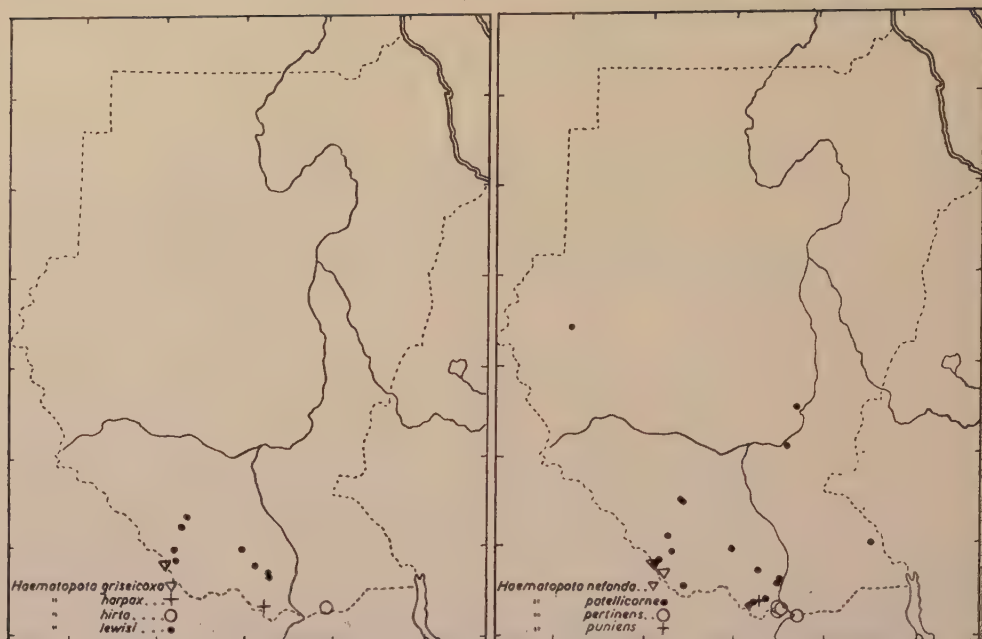 Haematopota griseicoxa ▽
" harpax... +
" hirta... ○
" lewisi... •
Haematopota nefanda.. ▽
" patellicorne •
" pertinens.. ○
" puniens +